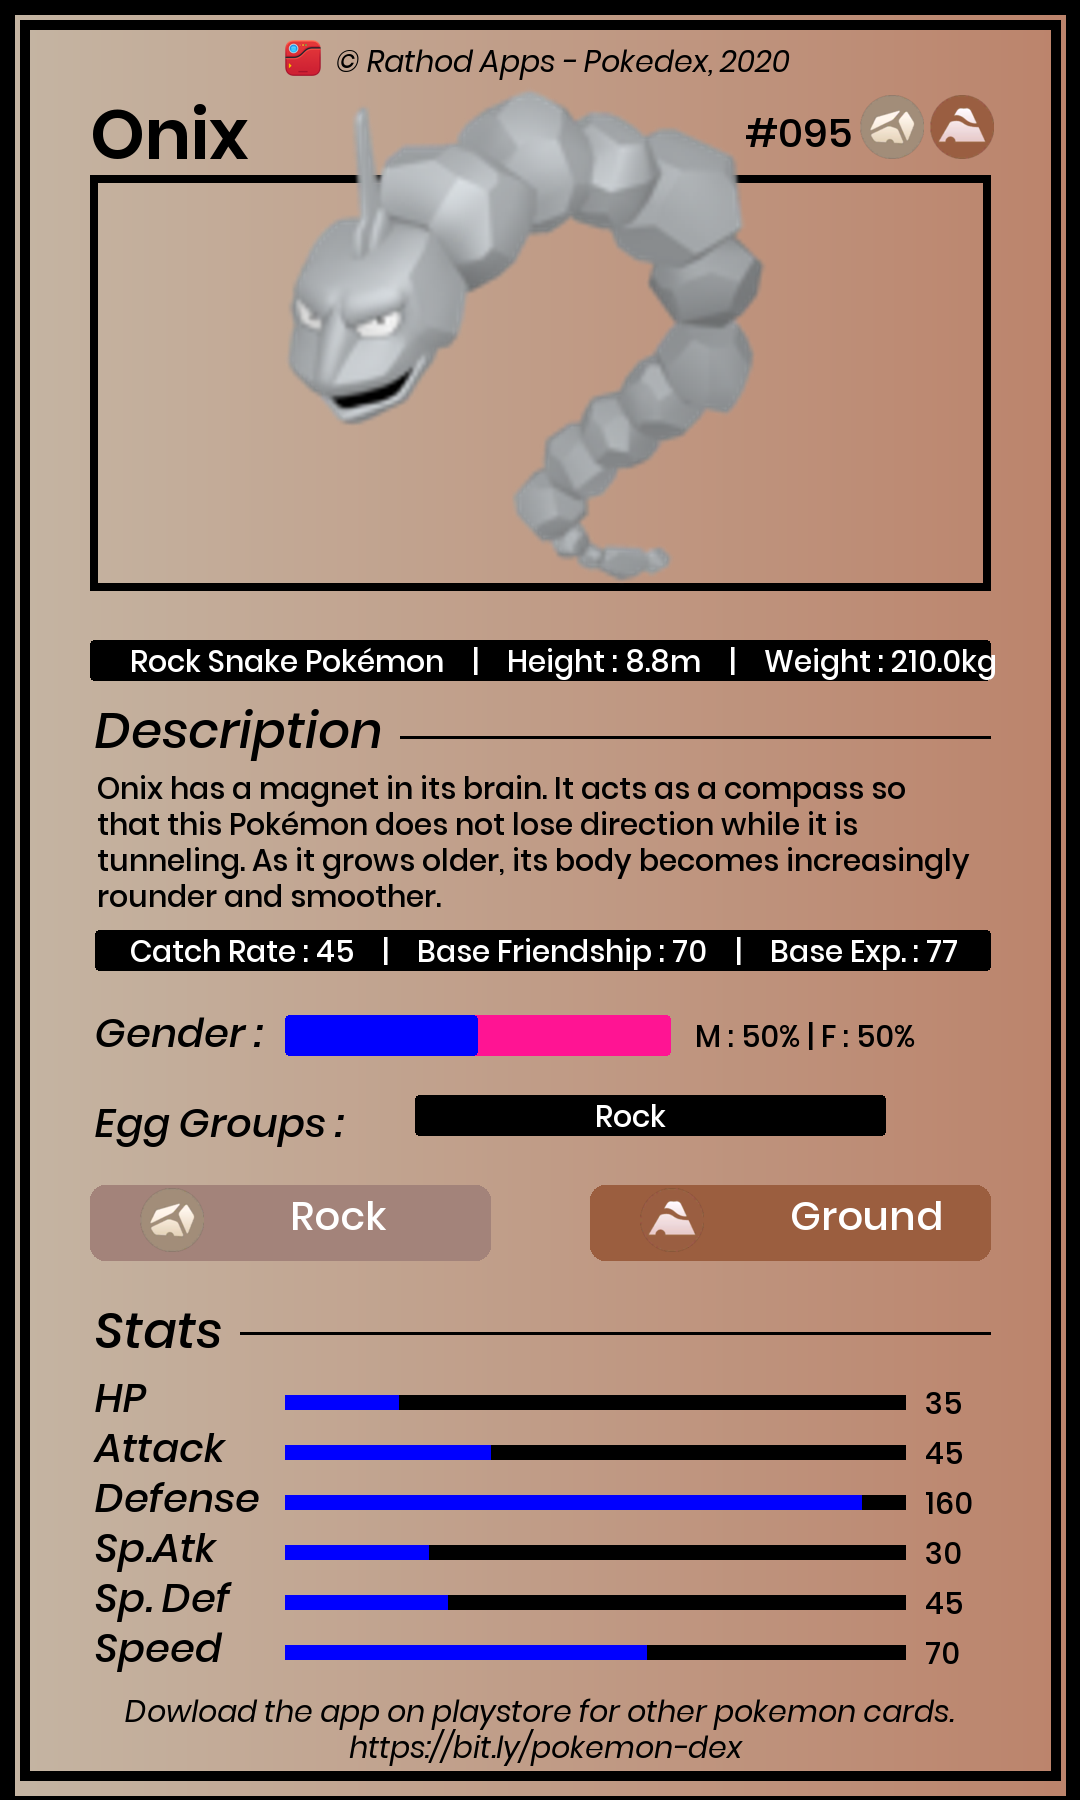 © Rathod Apps - Pokedex, 2020
Onix #095
Rock Snake Pokémon | Height : 8.8m | Weight : 210.0kg
Description
Onix has a magnet in its brain. It acts as a compass so
that this Pokémon does not lose direction while it is
tunneling. As it grows older, its body becomes increasingly
rounder and smoother.
Catch Rate : 45 | Base Friendship : 70 | Base Exp. : 77
Gender : M : 50% | F : 50%
Egg Groups : Rock
Rock Ground
Stats
HP 35
Attack 45
Defense 160
Sp.Atk 30
Sp. Def 45
Speed 70
Dowload the app on playstore for other pokemon cards.
https://bit.ly/pokemon-dex